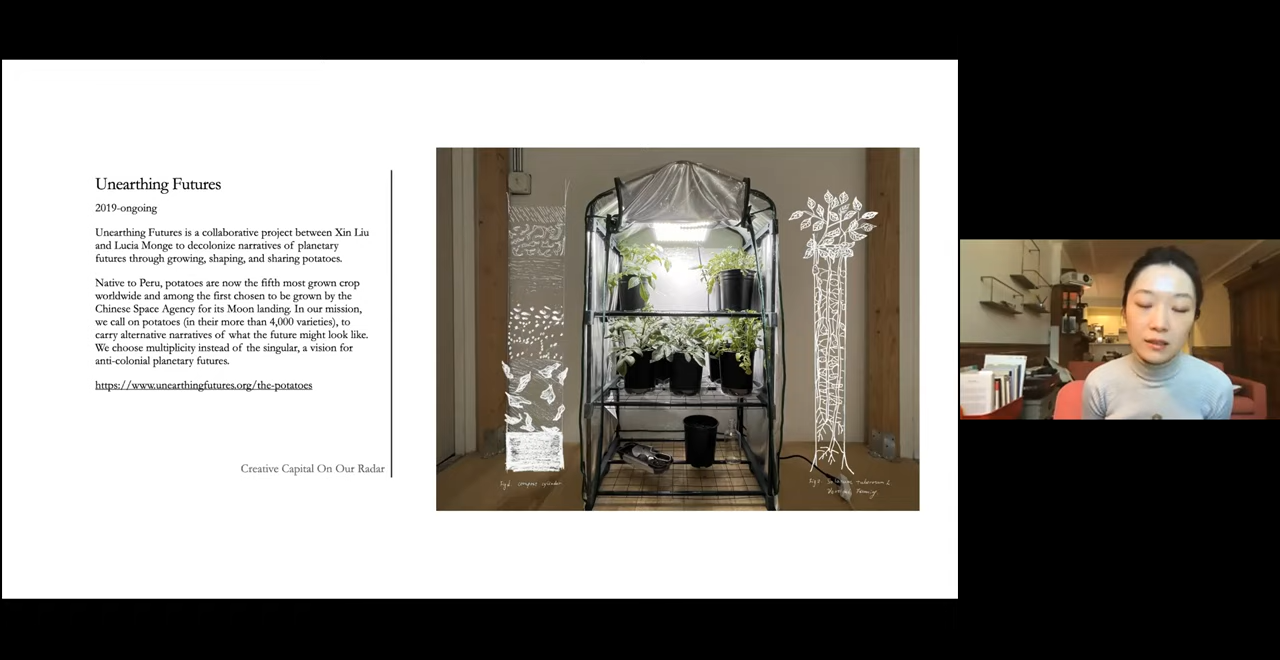 Unearthing Futures
2019-ongoing
Unearthing Futures is a collaborative project between Xin Liu
and Lucia Monge to decolonize narratives of planetary
futures through growing, shaping, and sharing potatoes.
Native to Peru, potatoes are now the fifth most grown crop
worldwide and among the first chosen to be grown by the
Chinese Space Agency for its Moon landing. In our mission,
we call on potatoes (in their more than 4,000 varieties), to
carry alternative narratives of what the future might look like.
We choose multiplicity instead of the singular, a vision for
anti-colonial planetary futures.
https://www.unearthingfutures.org/the-potatoes
Creative Capital On Our Radar
compost cylinder
tuberosum